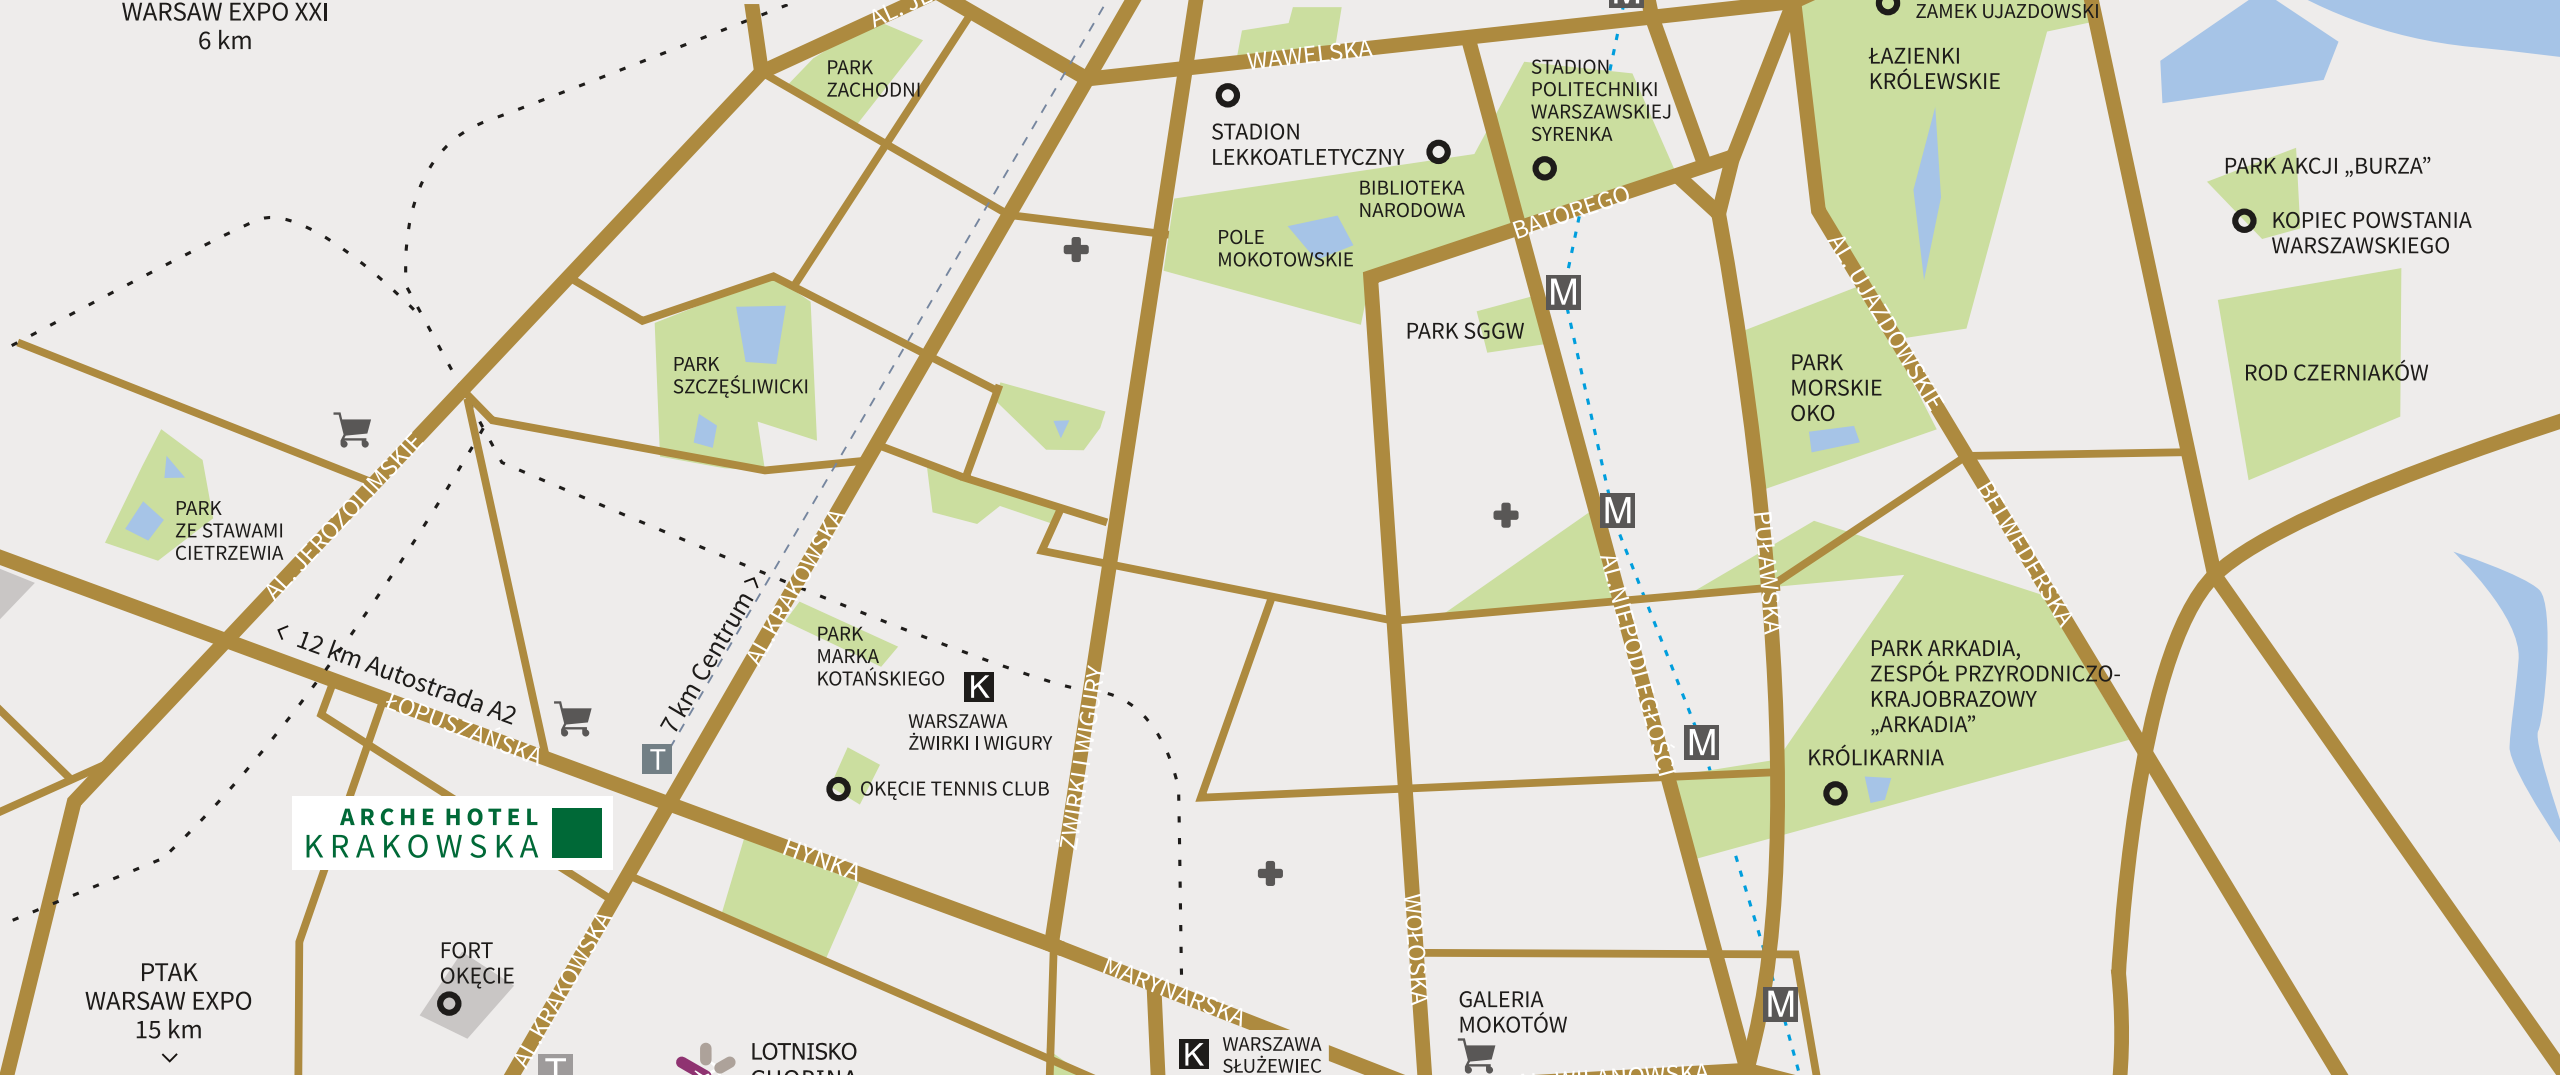 WARSAW EXPO XXI
6 km
PARK
ZACHODNI
WAWELSKA
STADION
POLITECHNIKI
WARSZAWSKIEJ
SYRENKA
ZAMEK UJAZDOWSKI
ŁAZIENKI
KRÓLEWSKIE
STADION
LEKKOATLETYCZNY
BIBLIOTEKA
NARODOWA
BATOREGO
POLE
MOKOTOWSKIE
PARK AKCJI „BURZA”
KOPIEC POWSTANIA
WARSZAWSKIEGO
AL. UJAZDOWSKIE
M
PARK SGGW
PARK
SZCZĘŚLIWICKI
PARK
MORSKIE
OKO
ROD CZERNIAKÓW
AL. JEROZOLIMSKIE
PARK
ZE STAWAMI
CIETRZEWIA
M
AL. KRAKOWSKA
PUŁAWSKA
BELWEDERSKA
AL. NIEPODLEGŁOŚCI
< 12 km Autostrada A2
7 km Centrum >
PARK
MARKA
KOTAŃSKIEGO
K
WARSZAWA
ŻWIRKI I WIGURY
ŻWIRKI I WIGURY
PARK ARKADIA,
ZESPÓŁ PRZYRODNICZO-
KRAJOBRAZOWY
„ARKADIA”
KRÓLIKARNIA
ŁOPUSZAŃSKA
T
M
OKĘCIE TENNIS CLUB
ARCHE HOTEL
KRAKOWSKA
HYNKA
WOŁOSKA
FORT
OKĘCIE
AL. KRAKOWSKA
PTAK
WARSAW EXPO
15 km
MARYNARSKA
GALERIA
MOKOTÓW
M
K
WARSZAWA
SŁUŻEWIEC
LOTNISKO
T